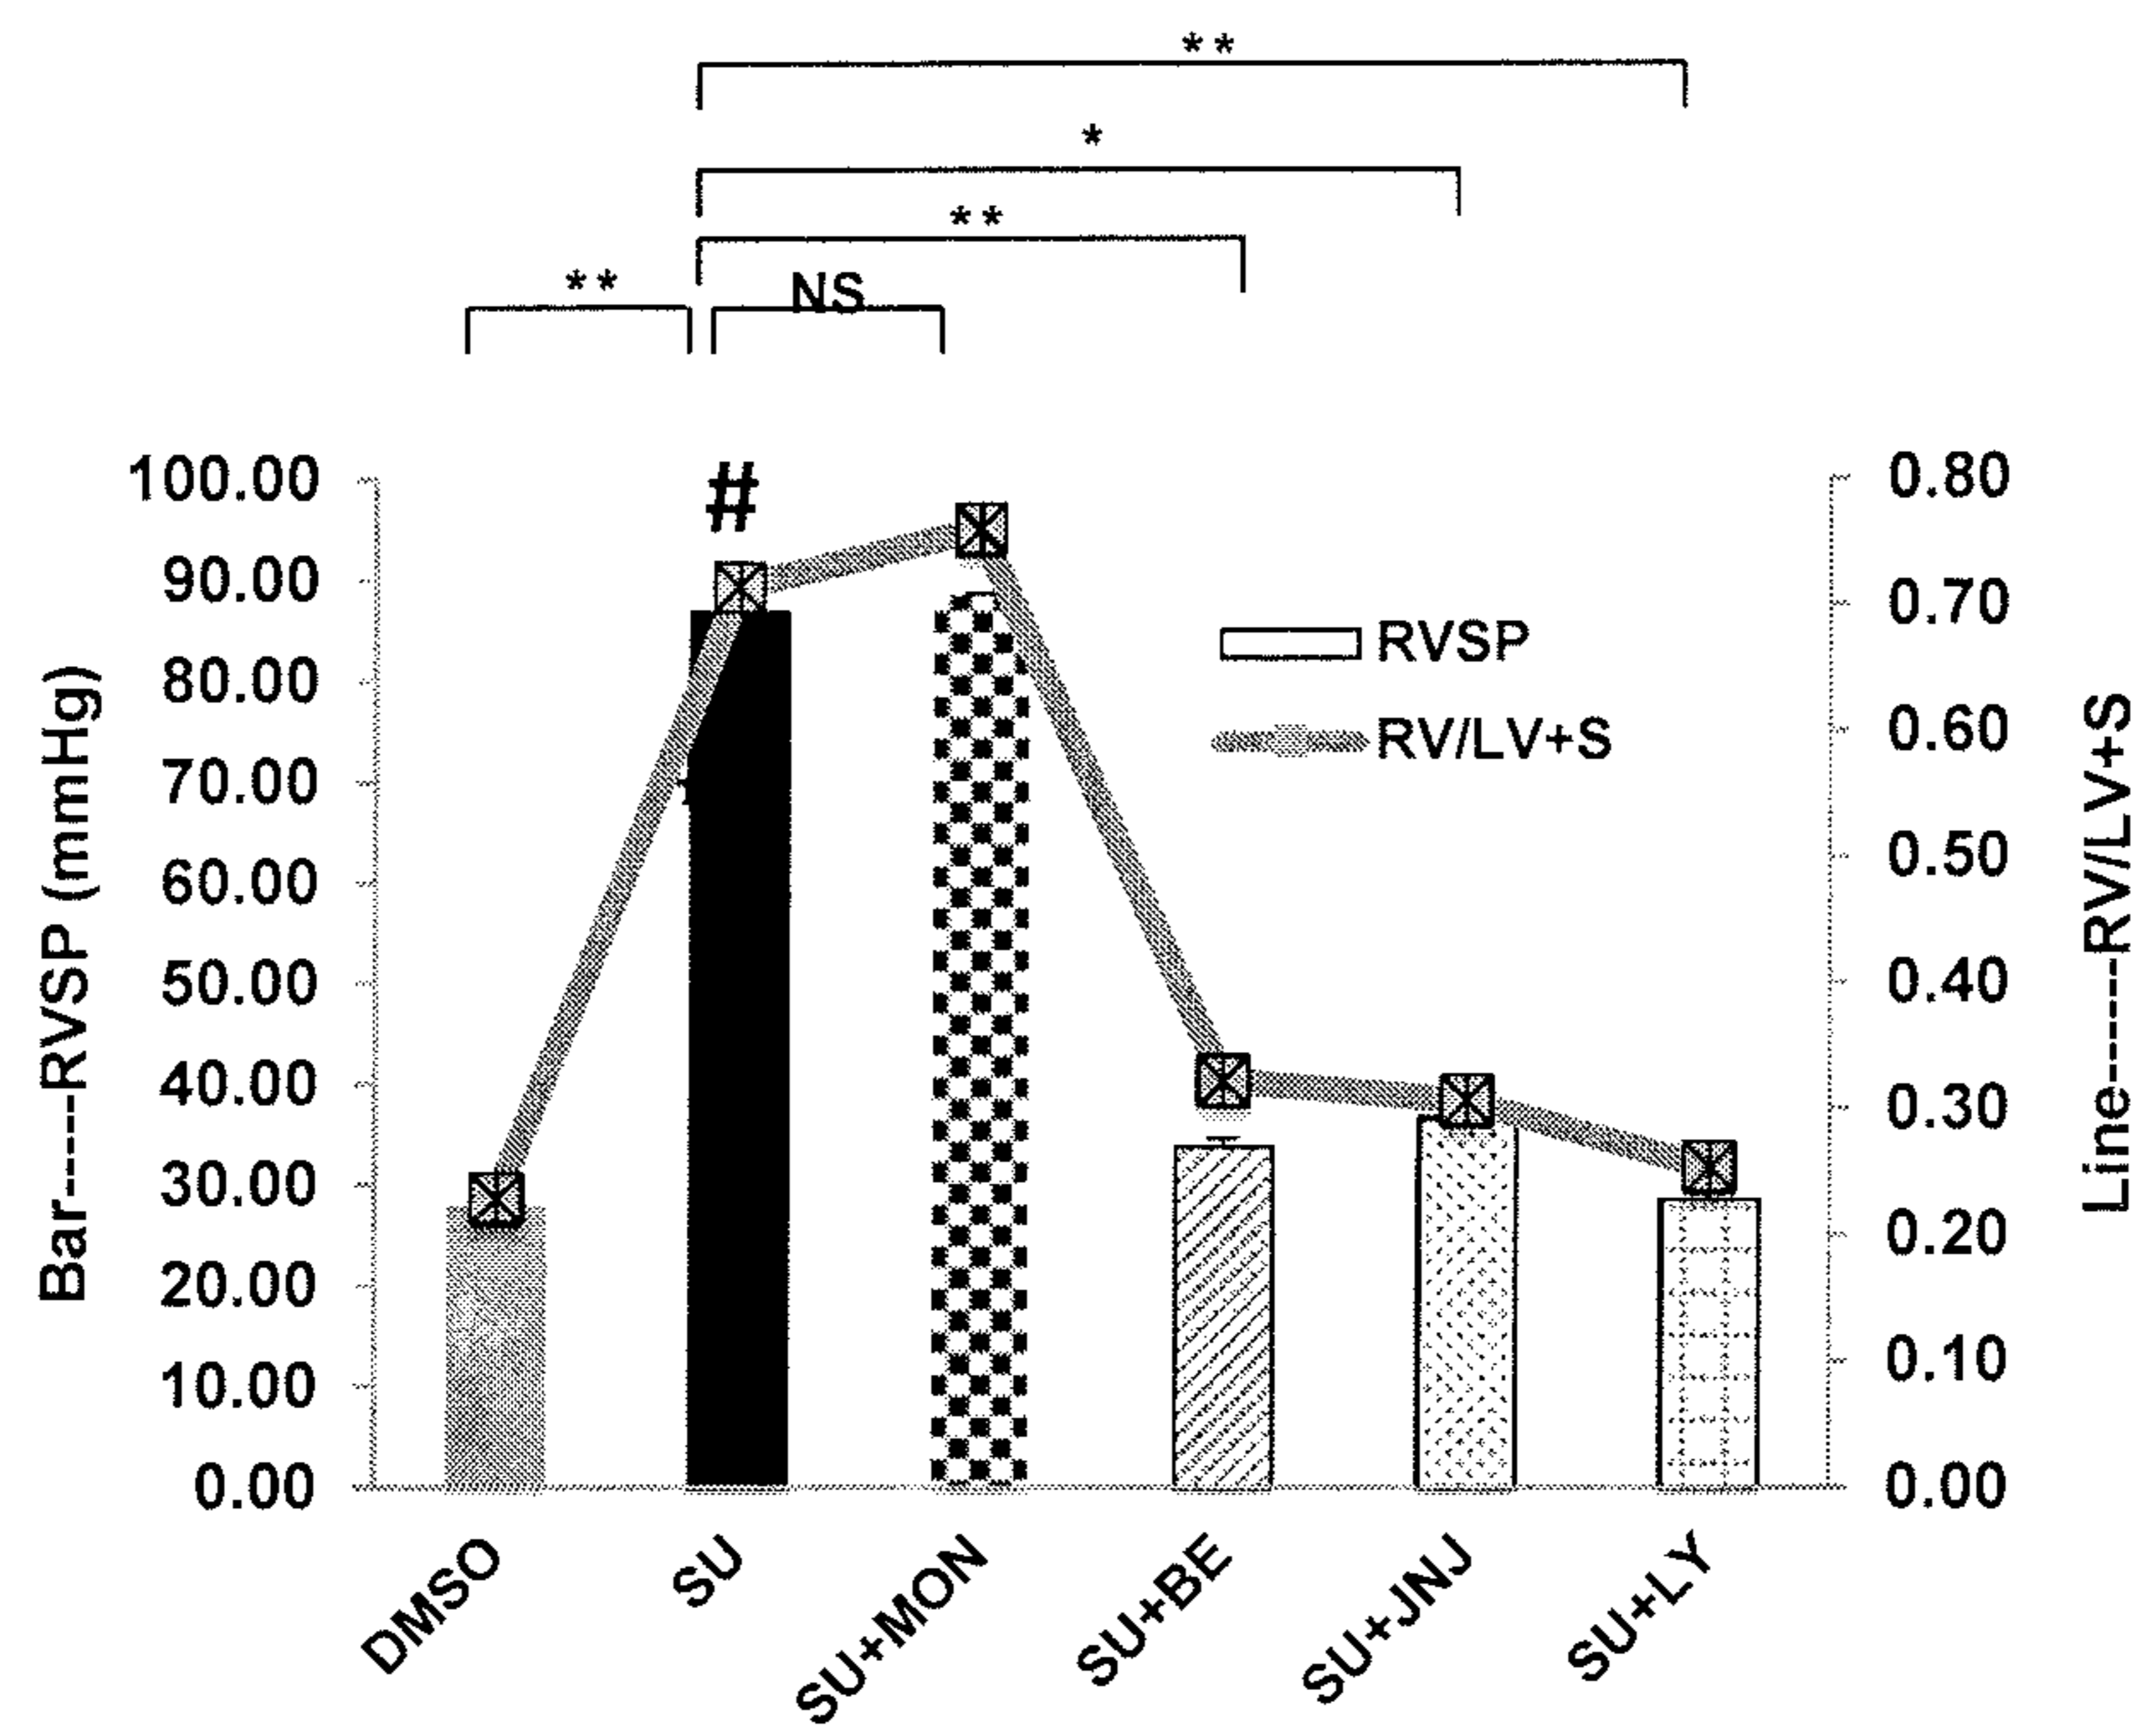 **
*
**
** NS
#
100.00
90.00
80.00
70.00
60.00
50.00
40.00
30.00
20.00
10.00
0.00
Bar------RVSP (mmHg)
RVSP
RV/LV+S
0.80
0.70
0.60
0.50
0.40
0.30
0.20
0.10
0.00
Line-------RV/LV+S
DMSO
SU
SU+MON
SU+BE
SU+JNJ
SU+LY